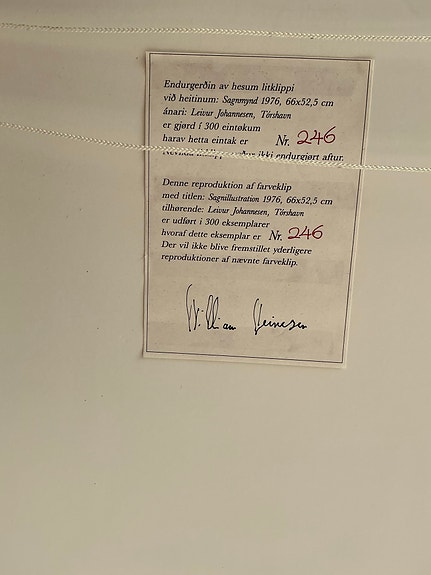 Endurgerðin av hesum litklippi
við heitinum: Sagnmynd 1976, 66x52,5 cm
ánari: Leivur Johannesen, Tórshavn
er gjørd í 300 eintøkum
harav hetta eintak er Nr. 246
ikki endurgjørt aftur.
Denne reproduktion af farveklip
med titlen: Sagnillustration 1976, 66x52,5 cm
tilhørende: Leivur Johannesen, Tórshavn
er udført i 300 eksemplarer
hvoraf dette eksemplar er Nr. 246
Der vil ikke blive fremstillet yderligere
reproduktioner af nævnte farveklip.
William Heinesen